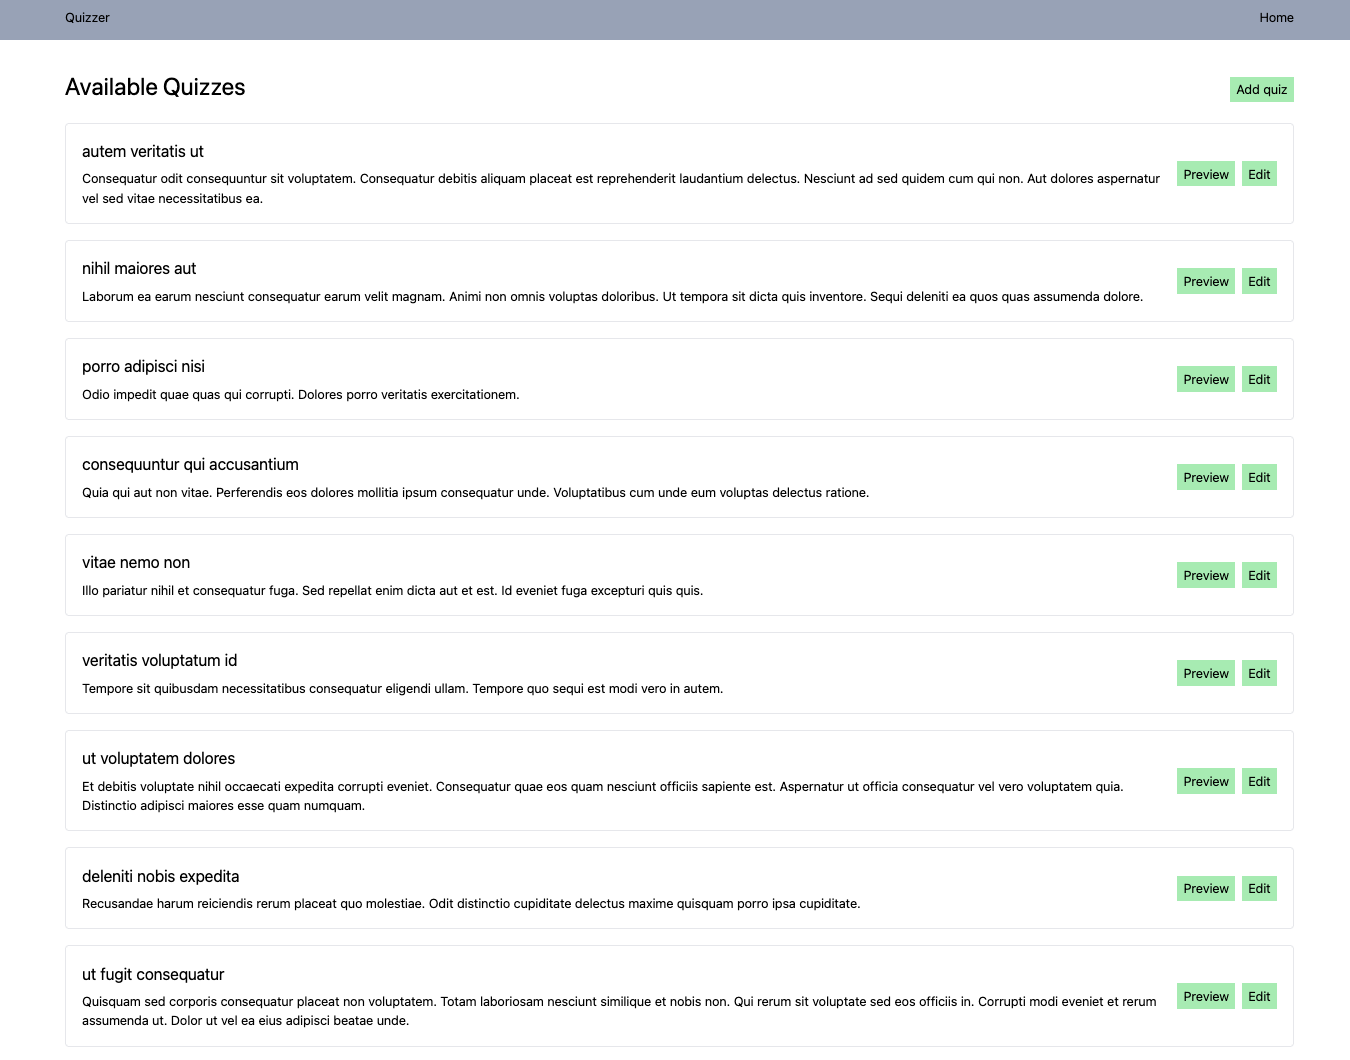 Quizzer
Home
Available Quizzes
Add quiz
autem veritatis ut
Consequatur odit consequuntur sit voluptatem. Consequatur debitis aliquam placeat est reprehenderit laudantium delectus. Nesciunt ad sed quidem cum qui non. Aut dolores aspernatur
vel sed vitae necessitatibus ea.
Preview
Edit
nihil maiores aut
Laborum ea earum nesciunt consequatur earum velit magnam. Animi non omnis voluptas doloribus. Ut tempora sit dicta quis inventore. Sequi deleniti ea quos quas assumenda dolore.
Preview
Edit
porro adipisci nisi
Odio impedit quae quas qui corrupti. Dolores porro veritatis exercitationem.
Preview
Edit
consequuntur qui accusantium
Quia qui aut non vitae. Perferendis eos dolores mollitia ipsum consequatur unde. Voluptatibus cum unde eum voluptas delectus ratione.
Preview
Edit
vitae nemo non
Illo pariatur nihil et consequatur fuga. Sed repellat enim dicta aut et est. Id eveniet fuga excepturi quis quis.
Preview
Edit
veritatis voluptatum id
Tempore sit quibusdam necessitatibus consequatur eligendi ullam. Tempore quo sequi est modi vero in autem.
Preview
Edit
ut voluptatem dolores
Et debitis voluptate nihil occaecati expedita corrupti eveniet. Consequatur quae eos quam nesciunt officiis sapiente est. Aspernatur ut officia consequatur vel vero voluptatem quia.
Distinctio adipisci maiores esse quam numquam.
Preview
Edit
deleniti nobis expedita
Recusandae harum reiciendis rerum placeat quo molestiae. Odit distinctio cupiditate delectus maxime quisquam porro ipsa cupiditate.
Preview
Edit
ut fugit consequatur
Quisquam sed corporis consequatur placeat non voluptatem. Totam laboriosam nesciunt similique et nobis non. Qui rerum sit voluptate sed eos officiis in. Corrupti modi eveniet et rerum
assumenda ut. Dolor ut vel ea eius adipisci beatae unde.
Preview
Edit